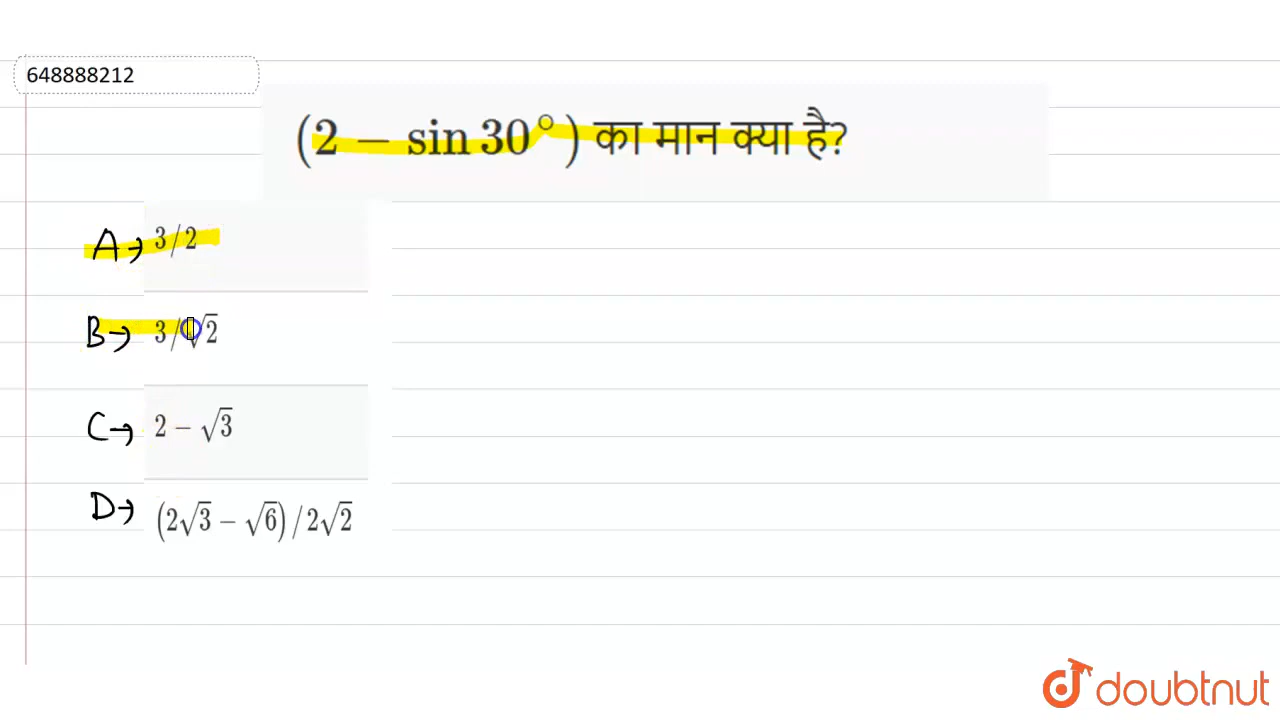 648888212
(2 − sin 30°) का मान क्या है?
A→ 3/2
B→ 3/√2
C→ 2 − √3
D→ (2√3 − √6)/2√2
doubtnut